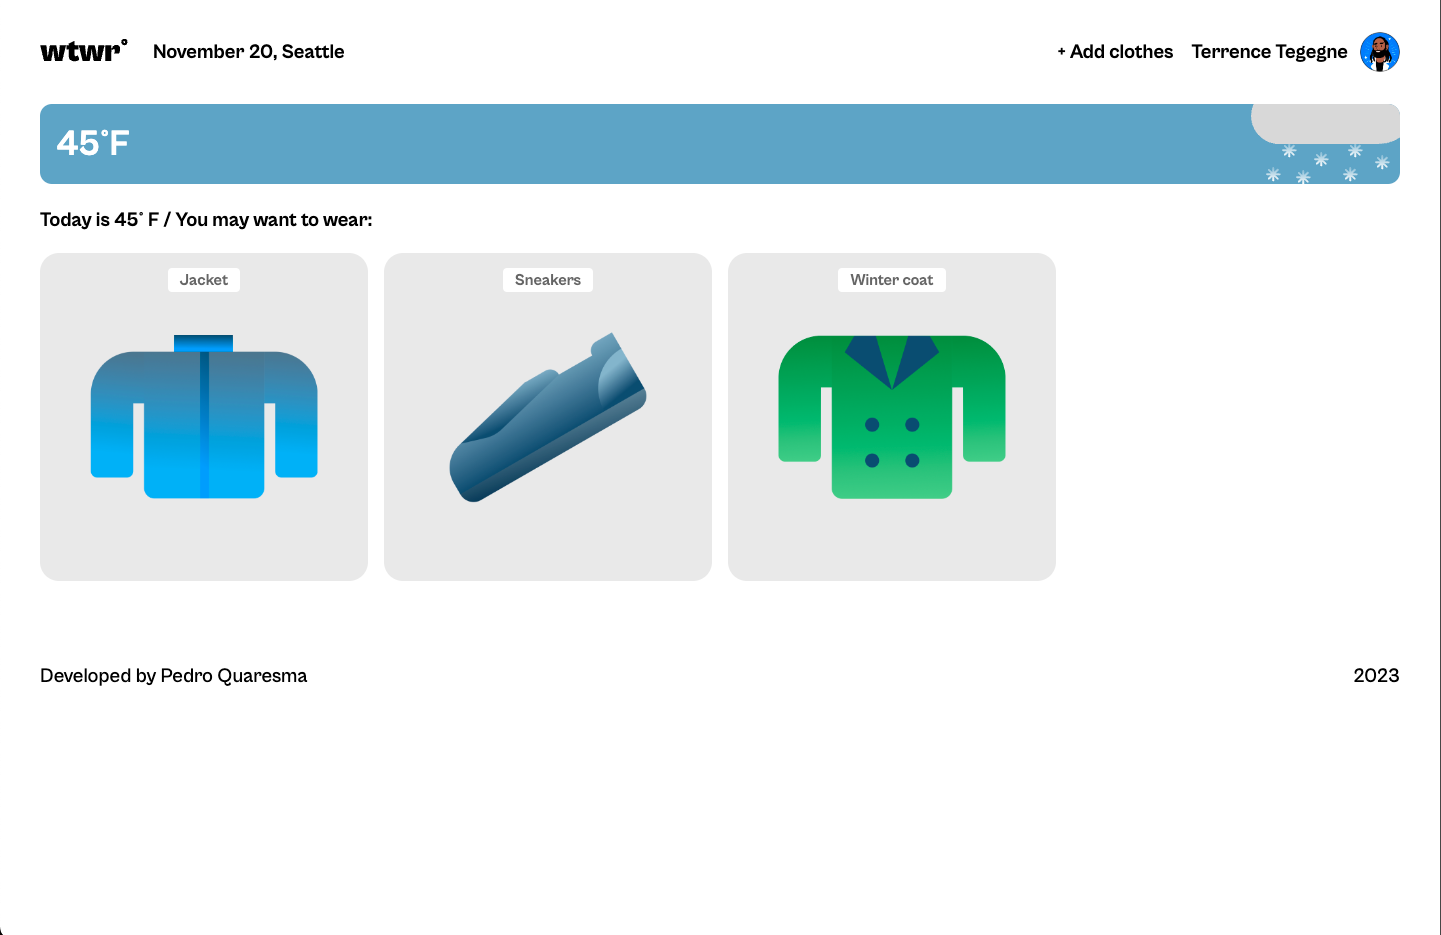 wtwr° November 20, Seattle + Add clothes Terrence Tegegne
45°F
Today is 45° F / You may want to wear:
Jacket Sneakers Winter coat
Developed by Pedro Quaresma 2023